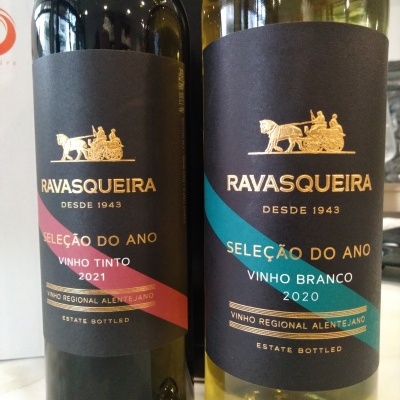 RAVASQUEIRA
DESDE 1943
SELEÇÃO DO ANO
VINHO TINTO
2021
VINHO REGIONAL ALENTEJANO
ESTATE BOTTLED
RAVASQUEIRA
DESDE 1943
SELEÇÃO DO ANO
VINHO BRANCO
2020
VINHO REGIONAL ALENTEJANO
ESTATE BOTTLED